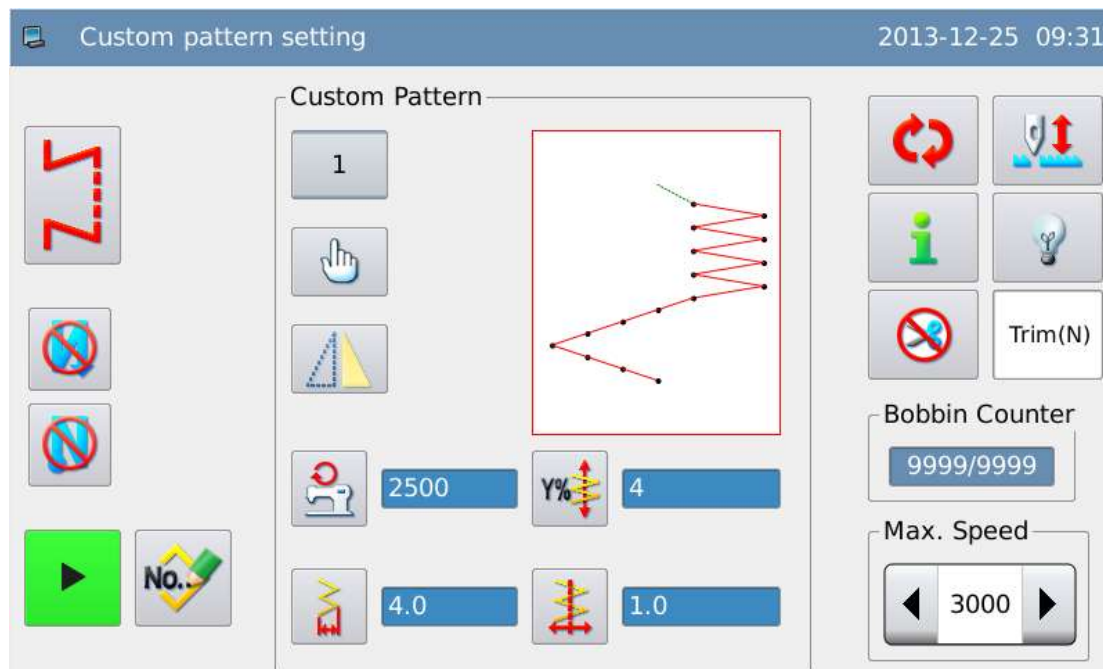 Custom pattern setting
2013-12-25 09:31
Custom Pattern
1
Trim(N)
Bobbin Counter
9999/9999
2500
Y%
4
Max. Speed
3000
No..
4.0
1.0